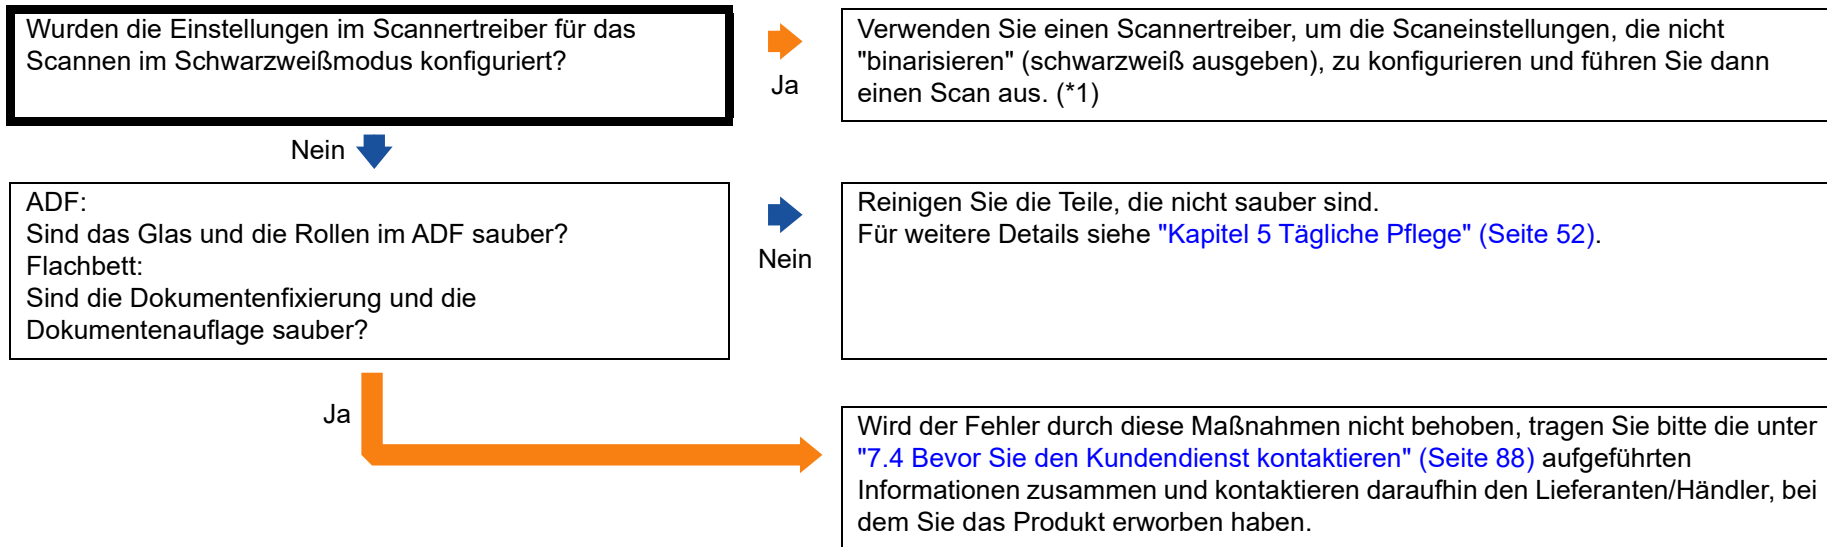 Wurden die Einstellungen im Scannertreiber für das
Scannen im Schwarzweißmodus konfiguriert?
Ja
Verwenden Sie einen Scannertreiber, um die Scaneinstellungen, die nicht
"binarisieren" (schwarzweiß ausgeben), zu konfigurieren und führen Sie dann
einen Scan aus. (*1)
Nein
ADF:
Sind das Glas und die Rollen im ADF sauber?
Flachbett:
Sind die Dokumentenfixierung und die
Dokumentenauflage sauber?
Nein
Reinigen Sie die Teile, die nicht sauber sind.
Für weitere Details siehe "Kapitel 5 Tägliche Pflege" (Seite 52).
Ja
Wird der Fehler durch diese Maßnahmen nicht behoben, tragen Sie bitte die unter
"7.4 Bevor Sie den Kundendienst kontaktieren" (Seite 88) aufgeführten
Informationen zusammen und kontaktieren daraufhin den Lieferanten/Händler, bei
dem Sie das Produkt erworben haben.